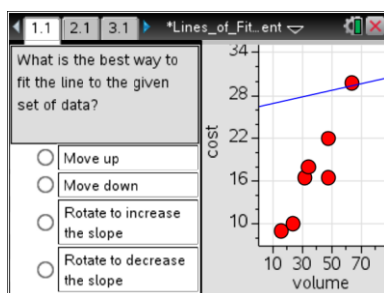 1.1 2.1 3.1 *Lines_of_Fit...ent
What is the best way to
fit the line to the given
set of data?
Move up
Move down
Rotate to increase
the slope
Rotate to decrease
the slope
cost
34
28
22
16
10
10 30 50 70
volume